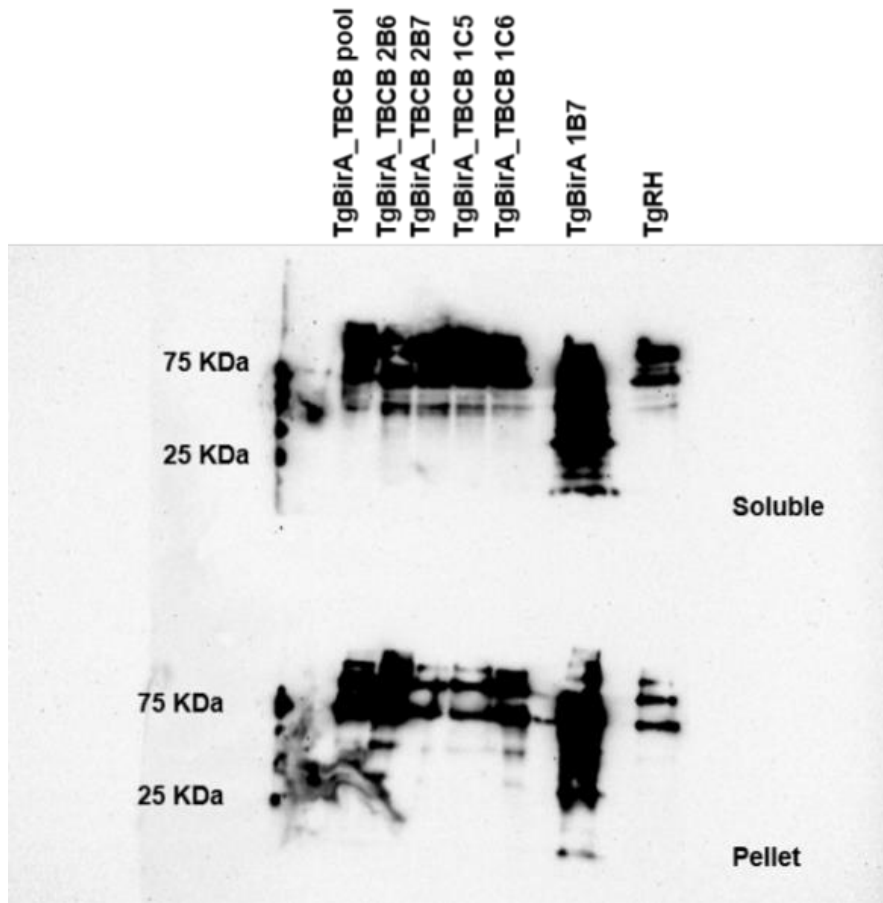 TgBirA_TBCB pool
TgBirA_TBCB 2B6
TgBirA_TBCB 2B7
TgBirA_TBCB 1C5
TgBirA_TBCB 1C6
TgBirA 1B7
TgRH
75 KDa
25 KDa
Soluble
75 KDa
25 KDa
Pellet